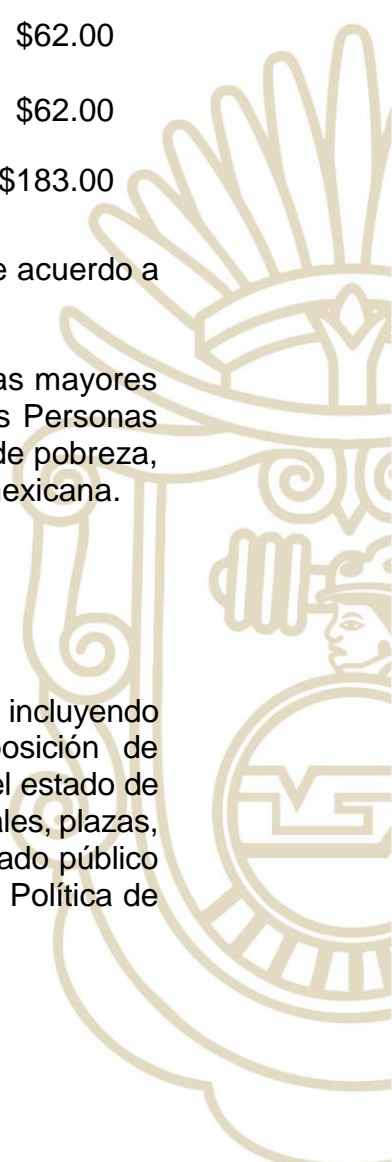 $62.00
$62.00
$183.00
e acuerdo a
as mayores
s Personas
de pobreza,
nexicana.
incluyendo
osición de
el estado de
ales, plazas,
ado público
Política de